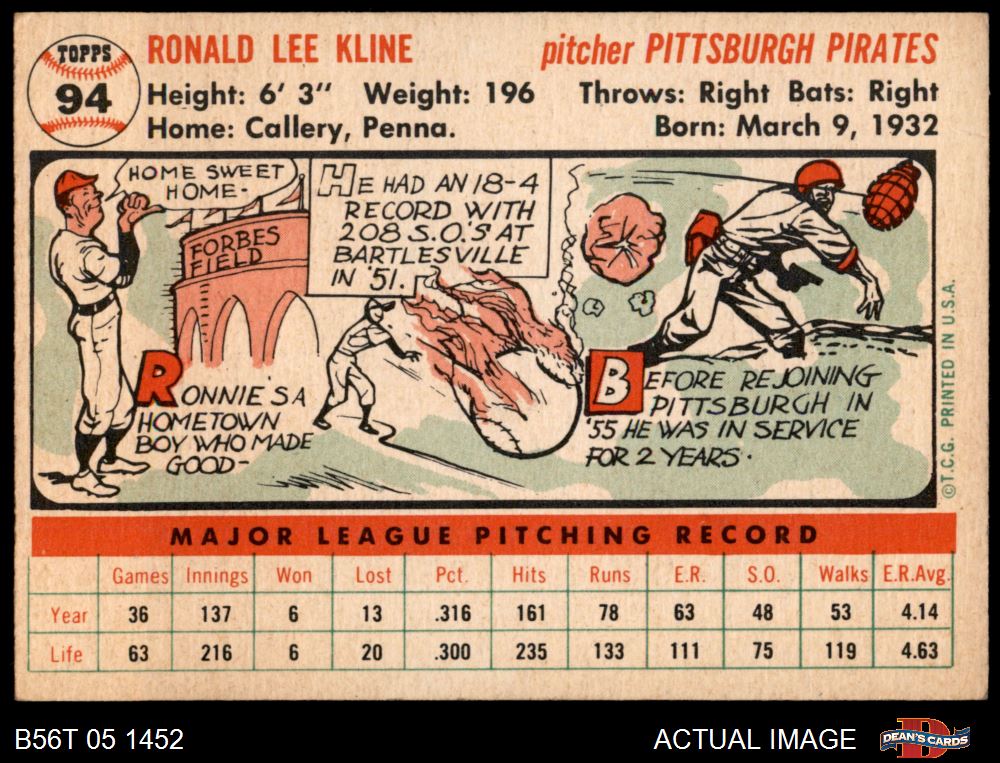 TOPPS
94
RONALD LEE KLINE
pitcher PITTSBURGH PIRATES
Height: 6' 3" Weight: 196 Throws: Right Bats: Right
Home: Callery, Penna. Born: March 9, 1932
HOME SWEET
HOME-
FORBES
FIELD
RONNIE'S A
HOMETOWN
BOY WHO MADE
GOOD-
HE HAD AN 18-4
RECORD WITH
208 S.O.'S AT
BARTLESVILLE
IN '51.
BEFORE REJOINING
PITTSBURGH IN
'55 HE WAS IN SERVICE
FOR 2 YEARS.
©T.C.G. PRINTED IN U.S.A.
MAJOR LEAGUE PITCHING RECORD
Games Innings Won Lost Pct. Hits Runs E.R. S.O. Walks E.R.Avg.
Year 36 137 6 13 .316 161 78 63 48 53 4.14
Life 63 216 6 20 .300 235 133 111 75 119 4.63
B56T 05 1452
ACTUAL IMAGE
D
DEAN'S CARDS